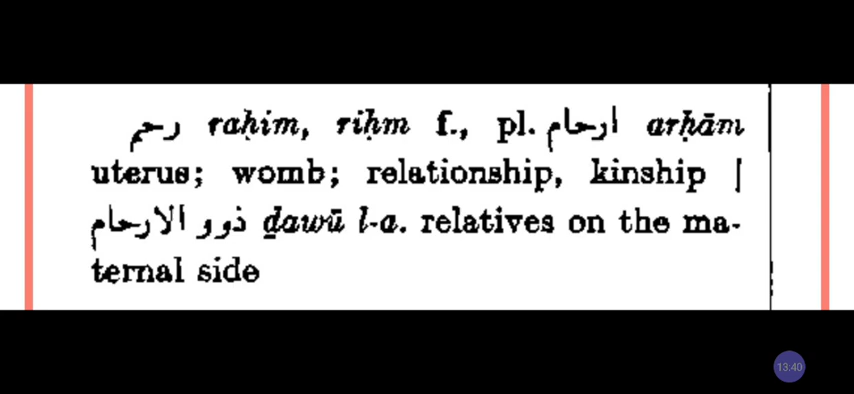 رحم raḥim, riḥm f., pl. ارحام arḥām
uterus; womb; relationship, kinship |
ذوو الارحام ḏawū l-a. relatives on the ma-
ternal side
13:40